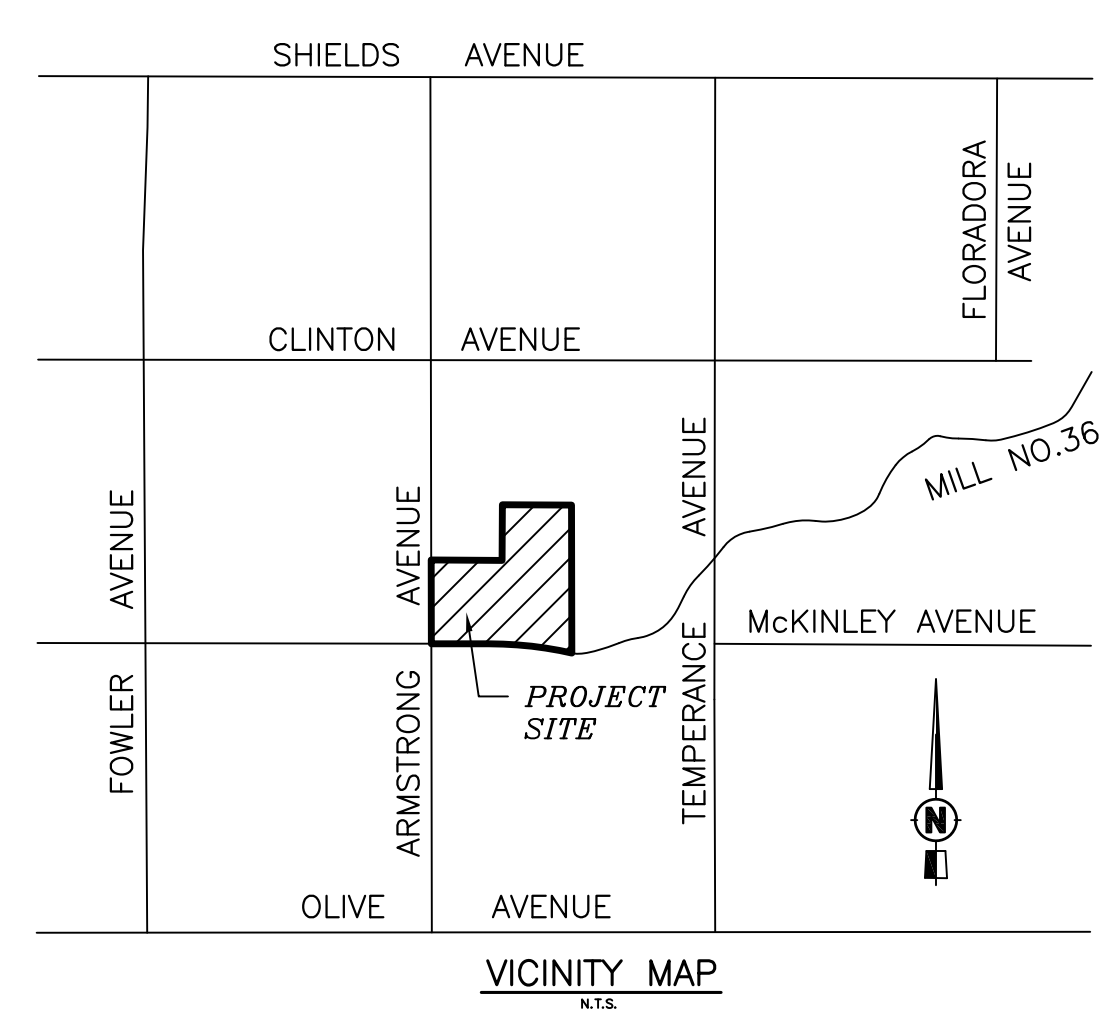 SHIELDS AVENUE
FLORADORA
AVENUE
CLINTON AVENUE
MILL NO.36
FOWLER AVENUE
ARMSTRONG AVENUE
TEMPERANCE AVENUE
McKINLEY AVENUE
PROJECT
SITE
N
OLIVE AVENUE
VICINITY MAP
N.T.S.